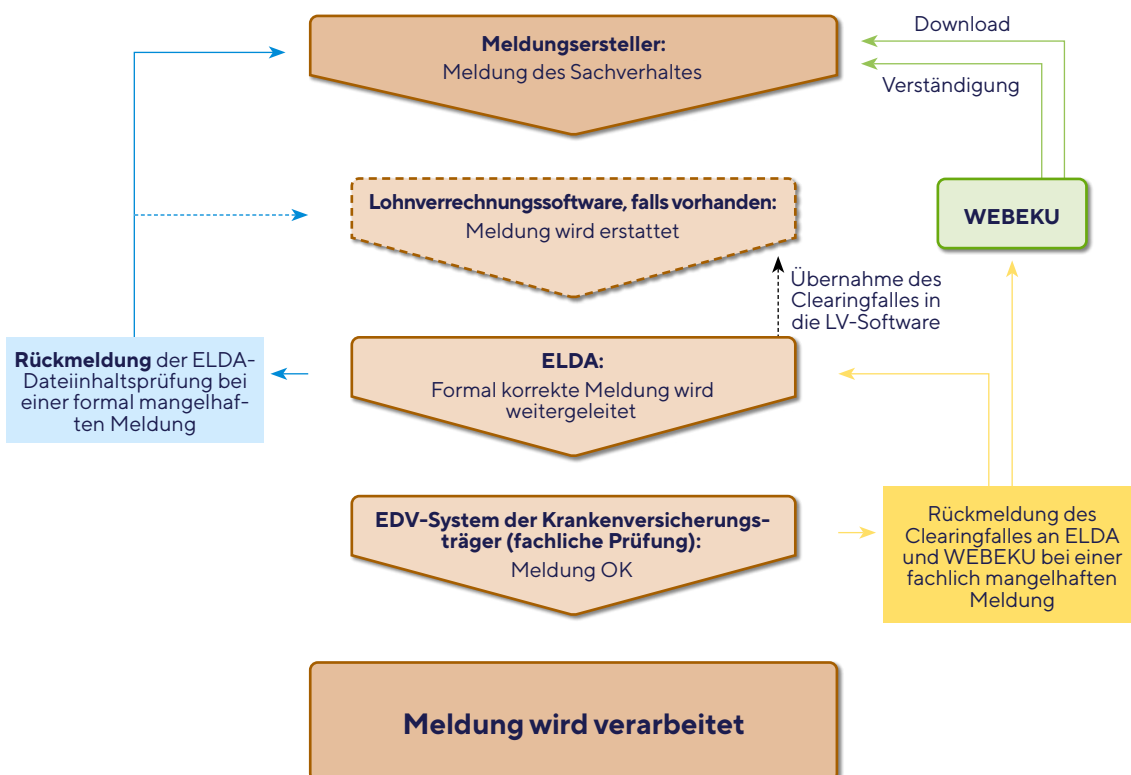 Meldungsersteller:
Meldung des Sachverhaltes
Download
Verständigung
Lohnverrechnungssoftware, falls vorhanden:
Meldung wird erstattet
WEBEKU
Übernahme des
Clearingfalles in
die LV-Software
Rückmeldung der ELDA-
Dateiinhaltsprüfung bei
einer formal mangelhaf-
ten Meldung
ELDA:
Formal korrekte Meldung wird
weitergeleitet
EDV-System der Krankenversicherungs-
träger (fachliche Prüfung):
Meldung OK
Rückmeldung des
Clearingfalles an ELDA
und WEBEKU bei einer
fachlich mangelhaften
Meldung
Meldung wird verarbeitet